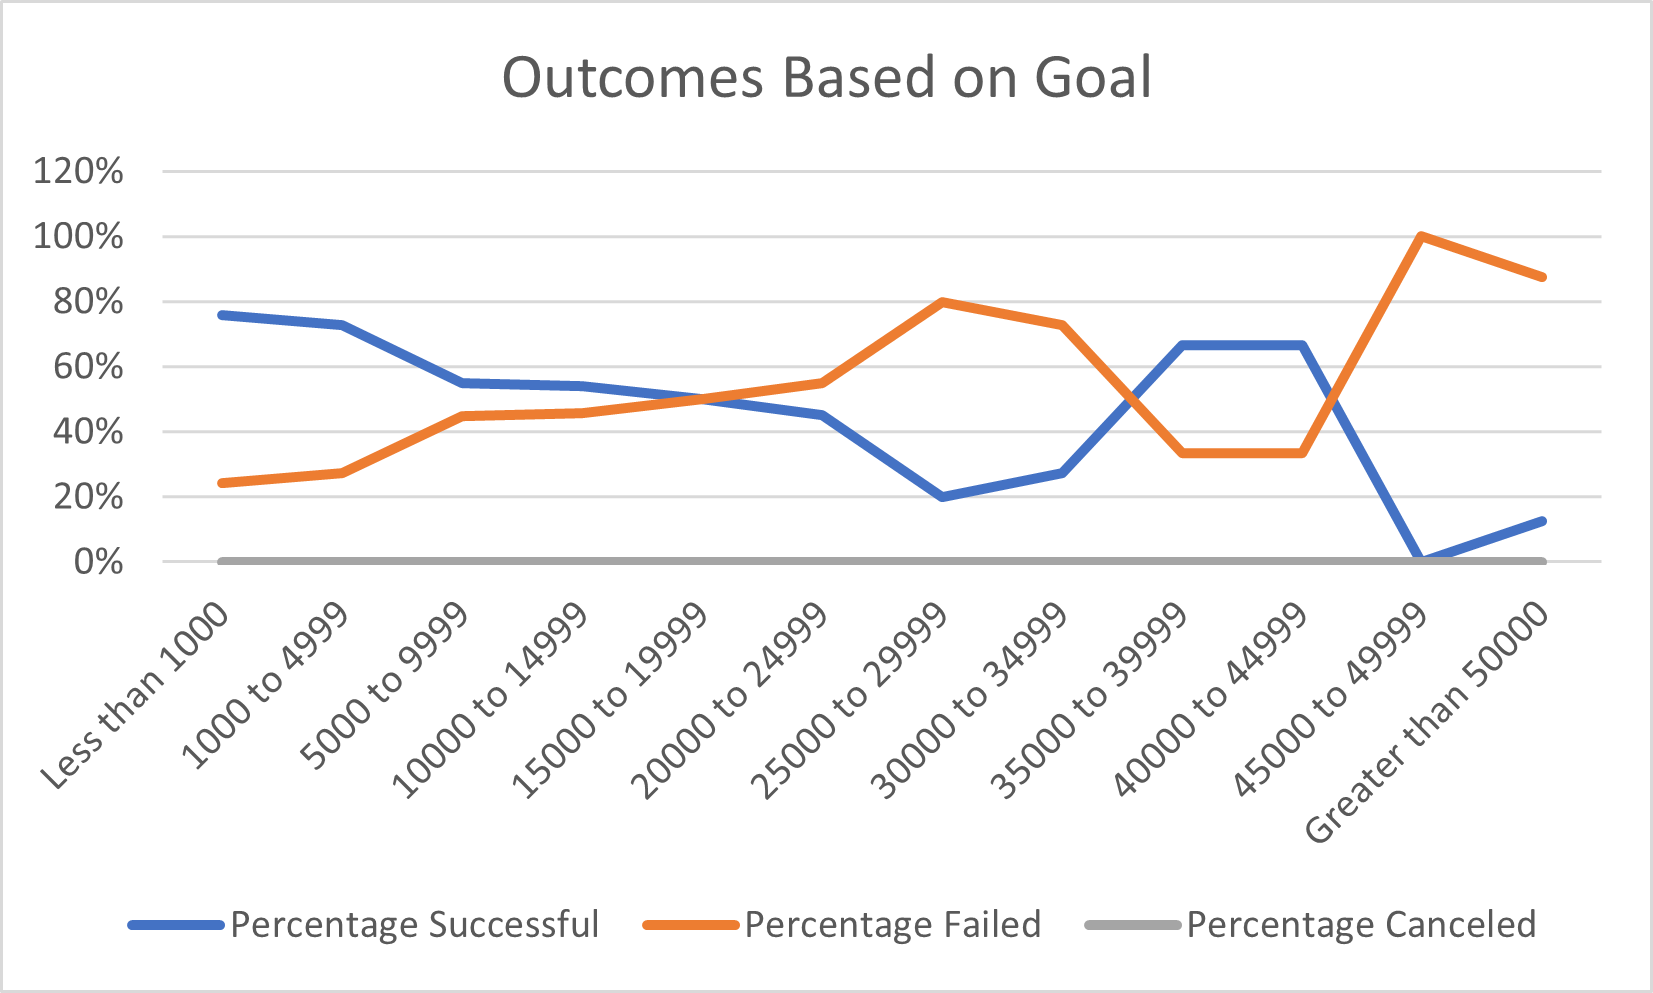 Outcomes Based on Goal
120%
100%
80%
60%
40%
20%
0%
Less than 1000
1000 to 4999
5000 to 9999
10000 to 14999
15000 to 19999
20000 to 24999
25000 to 29999
30000 to 34999
35000 to 39999
40000 to 44999
45000 to 49999
Greater than 50000
Percentage Successful
Percentage Failed
Percentage Canceled